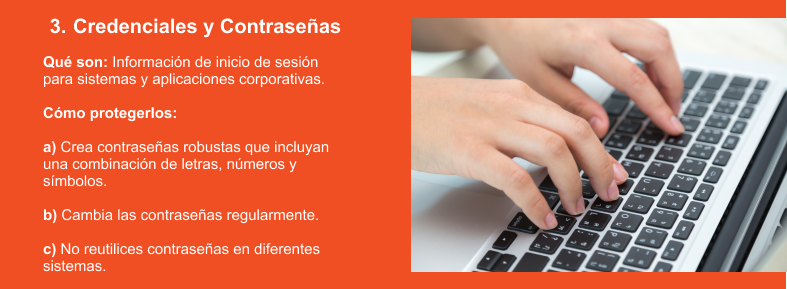 3. Credenciales y Contraseñas
Qué son: Información de inicio de sesión
para sistemas y aplicaciones corporativas.
Cómo protegerlos:
a) Crea contraseñas robustas que incluyan
una combinación de letras, números y
símbolos.
b) Cambia las contraseñas regularmente.
c) No reutilices contraseñas en diferentes
sistemas.